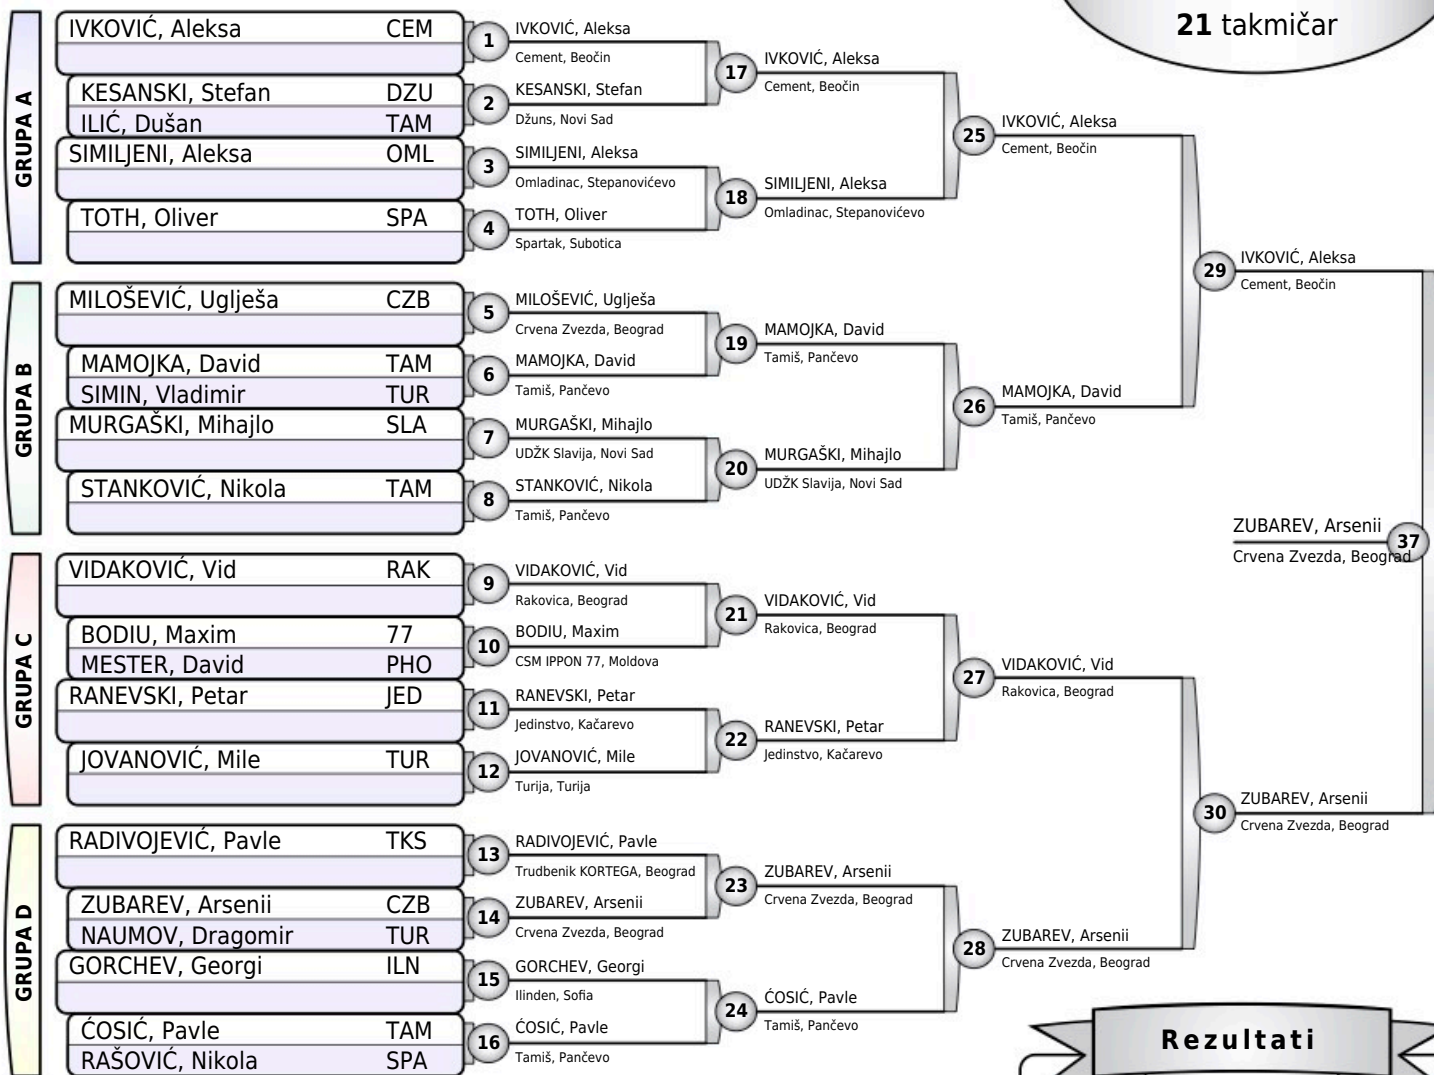 21 takmičar
GRUPA A
IVKOVIĆ, Aleksa CEM
KESANSKI, Stefan DZU
ILIĆ, Dušan TAM
SIMILJENI, Aleksa OML
TOTH, Oliver SPA
GRUPA B
MILOŠEVIĆ, Uglješa CZB
MAMOJKA, David TAM
SIMIN, Vladimir TUR
MURGAŠKI, Mihajlo SLA
STANKOVIĆ, Nikola TAM
GRUPA C
VIDAKOVIĆ, Vid RAK
BODIU, Maxim 77
MESTER, David PHO
RANEVSKI, Petar JED
JOVANOVIĆ, Mile TUR
GRUPA D
RADIVOJEVIĆ, Pavle TKS
ZUBAREV, Arsenii CZB
NAUMOV, Dragomir TUR
GORCHEV, Georgi ILN
ĆOSIĆ, Pavle TAM
RAŠOVIĆ, Nikola SPA
1 IVKOVIĆ, Aleksa
Cement, Beočin
2 KESANSKI, Stefan
Džuns, Novi Sad
3 SIMILJENI, Aleksa
Omladinac, Stepanovićevo
4 TOTH, Oliver
Spartak, Subotica
5 MILOŠEVIĆ, Uglješa
Crvena Zvezda, Beograd
6 MAMOJKA, David
Tamiš, Pančevo
7 MURGAŠKI, Mihajlo
UDŽK Slavija, Novi Sad
8 STANKOVIĆ, Nikola
Tamiš, Pančevo
9 VIDAKOVIĆ, Vid
Rakovica, Beograd
10 BODIU, Maxim
CSM IPPON 77, Moldova
11 RANEVSKI, Petar
Jedinstvo, Kačarevo
12 JOVANOVIĆ, Mile
Turija, Turija
13 RADIVOJEVIĆ, Pavle
Trudbenik KORTEGA, Beograd
14 ZUBAREV, Arsenii
Crvena Zvezda, Beograd
15 GORCHEV, Georgi
Ilinden, Sofia
16 ĆOSIĆ, Pavle
Tamiš, Pančevo
17 IVKOVIĆ, Aleksa
Cement, Beočin
18 SIMILJENI, Aleksa
Omladinac, Stepanovićevo
19 MAMOJKA, David
Tamiš, Pančevo
20 MURGAŠKI, Mihajlo
UDŽK Slavija, Novi Sad
21 VIDAKOVIĆ, Vid
Rakovica, Beograd
22 RANEVSKI, Petar
Jedinstvo, Kačarevo
23 ZUBAREV, Arsenii
Crvena Zvezda, Beograd
24 ĆOSIĆ, Pavle
Tamiš, Pančevo
25 IVKOVIĆ, Aleksa
Cement, Beočin
26 MAMOJKA, David
Tamiš, Pančevo
27 VIDAKOVIĆ, Vid
Rakovica, Beograd
28 ZUBAREV, Arsenii
Crvena Zvezda, Beograd
29 IVKOVIĆ, Aleksa
Cement, Beočin
30 ZUBAREV, Arsenii
Crvena Zvezda, Beograd
ZUBAREV, Arsenii 37
Crvena Zvezda, Beograd
Rezultati